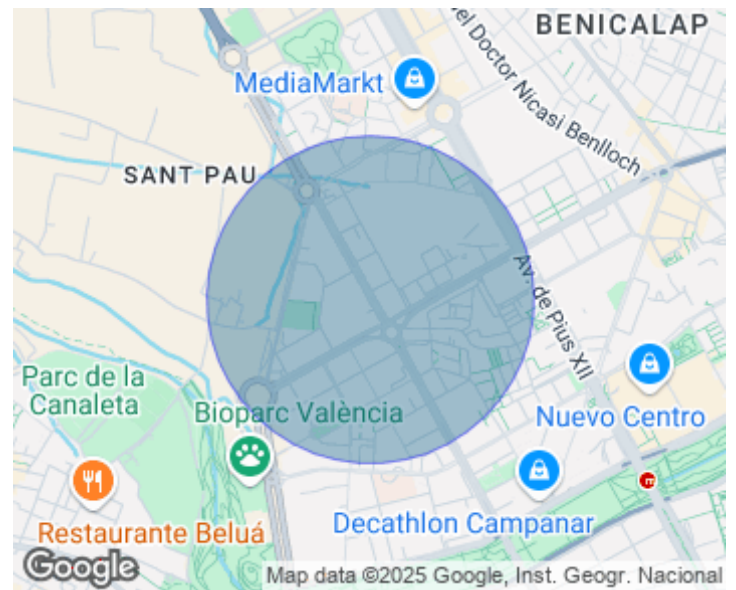 BENICALAP
del Doctor Nicasi Benlloch
MediaMarkt
SANT PAU
Av. de Pius XII
Parc de la
Canaleta
Bioparc València
Nuevo Centro
Restaurante Beluá
Decathlon Campanar
Google
Map data ©2025 Google, Inst. Geogr. Nacional